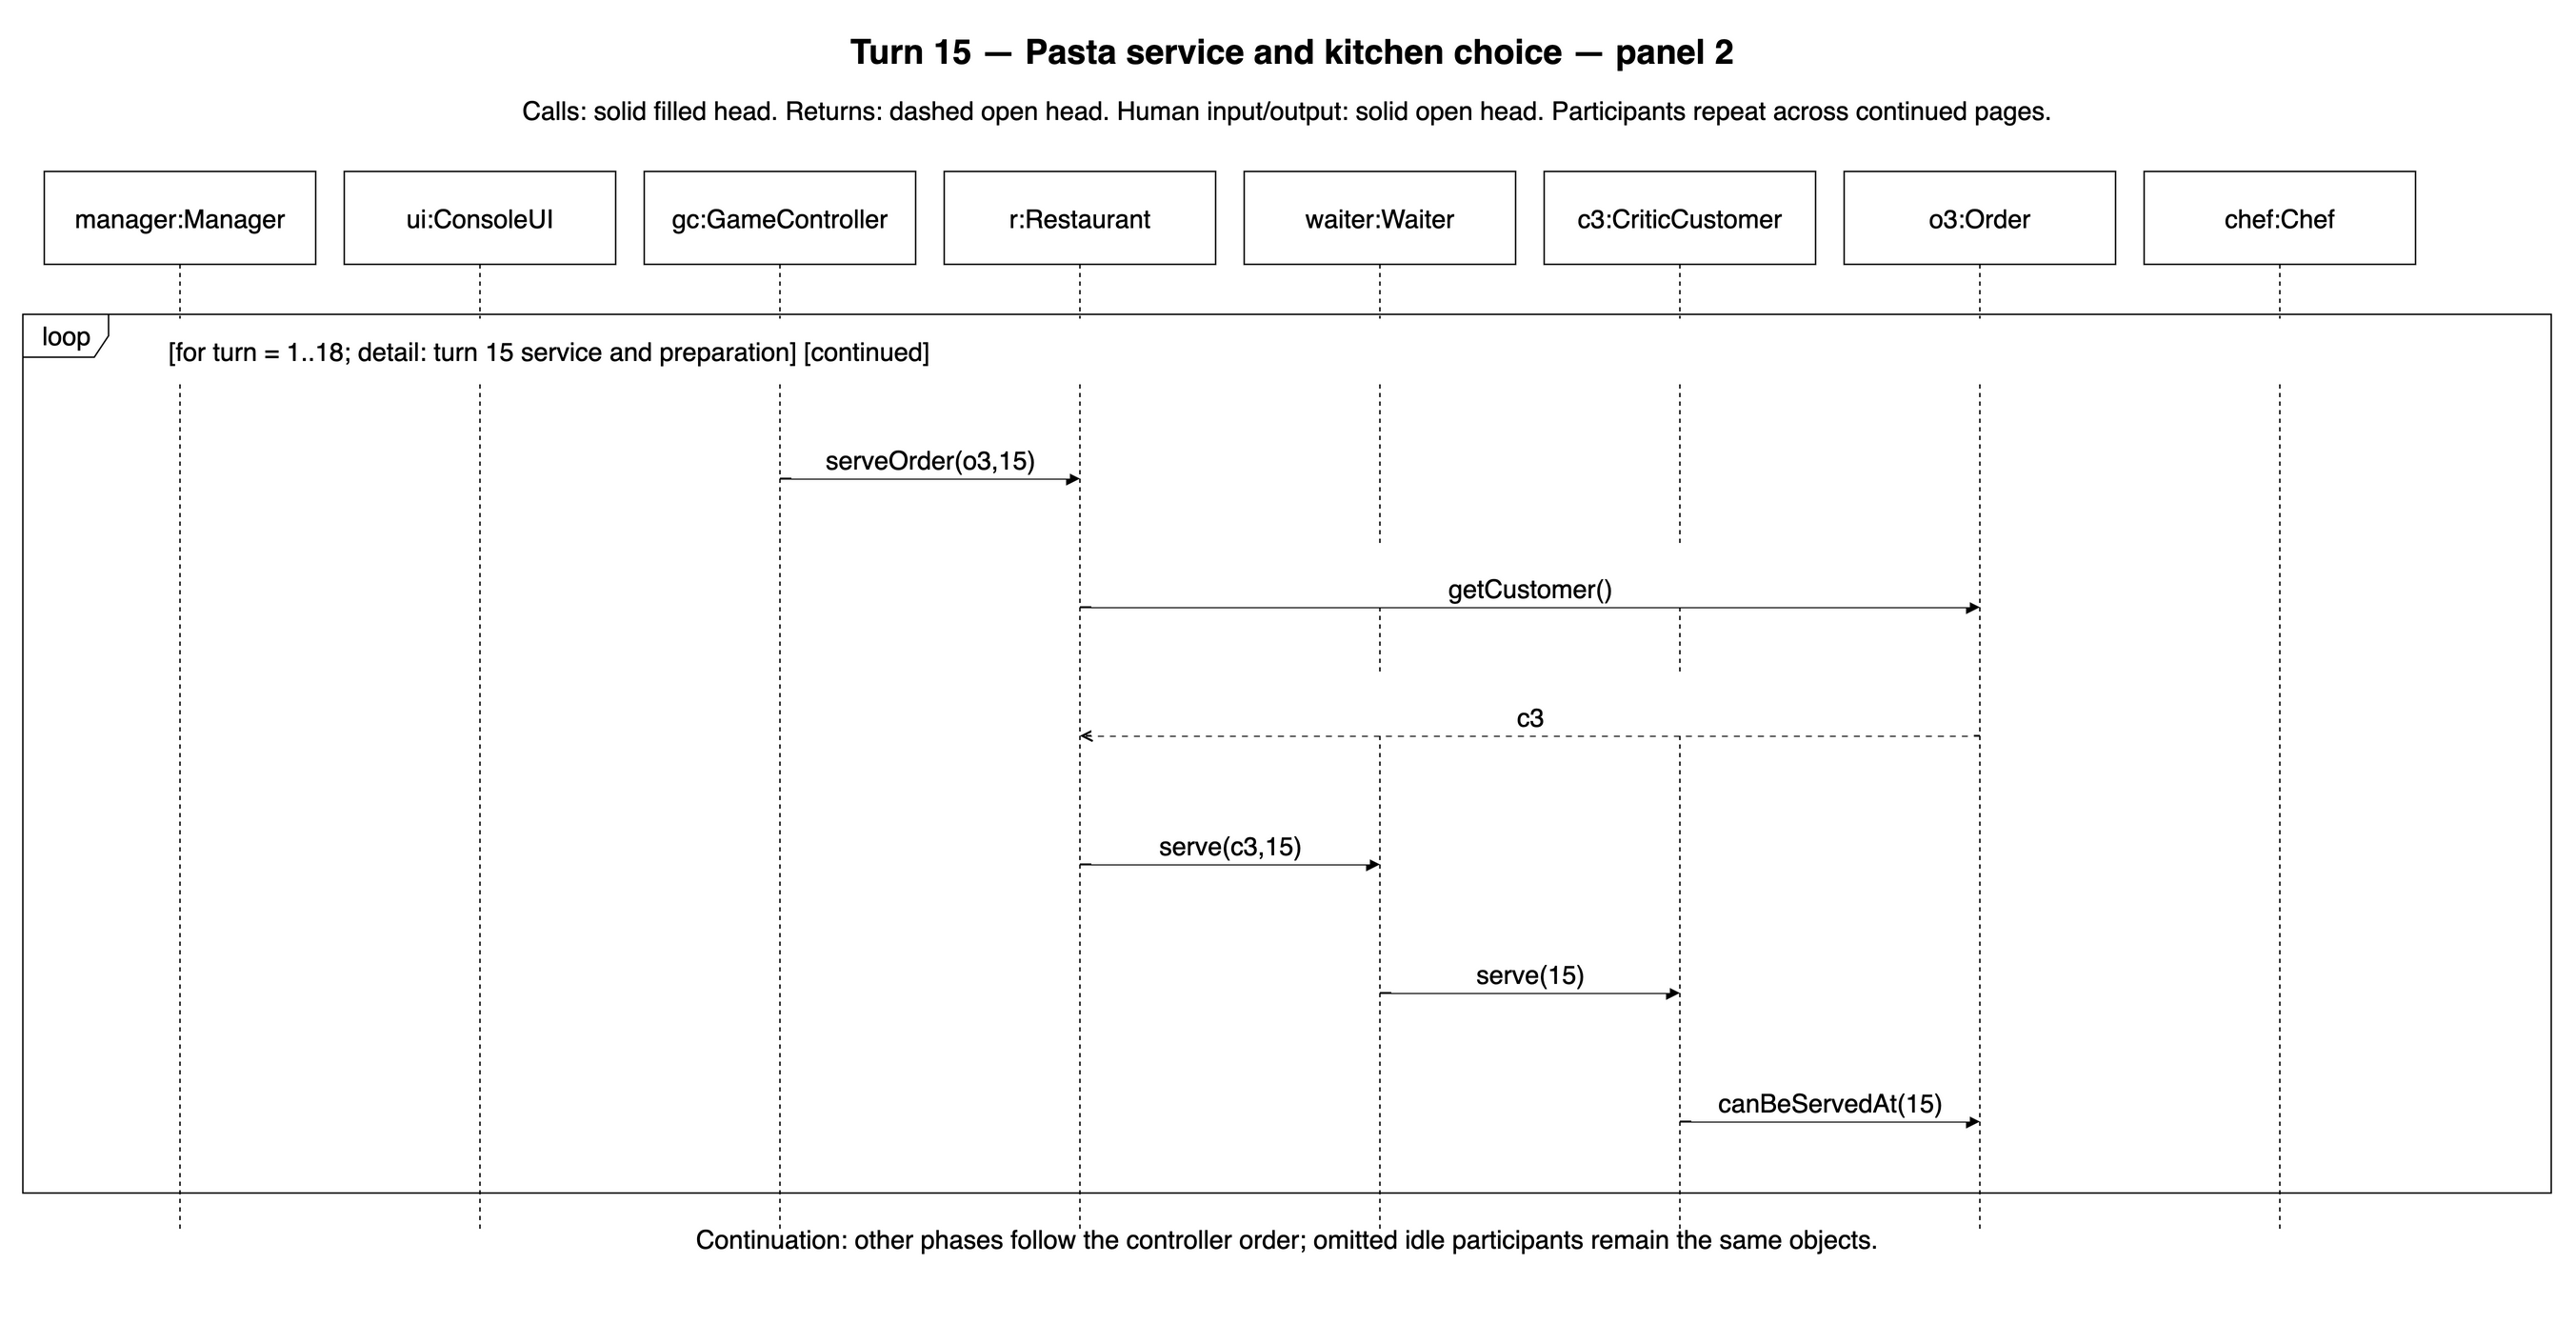 Turn 15 — Pasta service and kitchen choice — panel 2
Calls: solid filled head. Returns: dashed open head. Human input/output: solid open head. Participants repeat across continued pages.
manager:Manager
ui:ConsoleUI
gc:GameController
r:Restaurant
waiter:Waiter
c3:CriticCustomer
o3:Order
chef:Chef
loop
[for turn = 1..18; detail: turn 15 service and preparation] [continued]
serveOrder(o3,15)
getCustomer()
c3
serve(c3,15)
serve(15)
canBeServedAt(15)
Continuation: other phases follow the controller order; omitted idle participants remain the same objects.